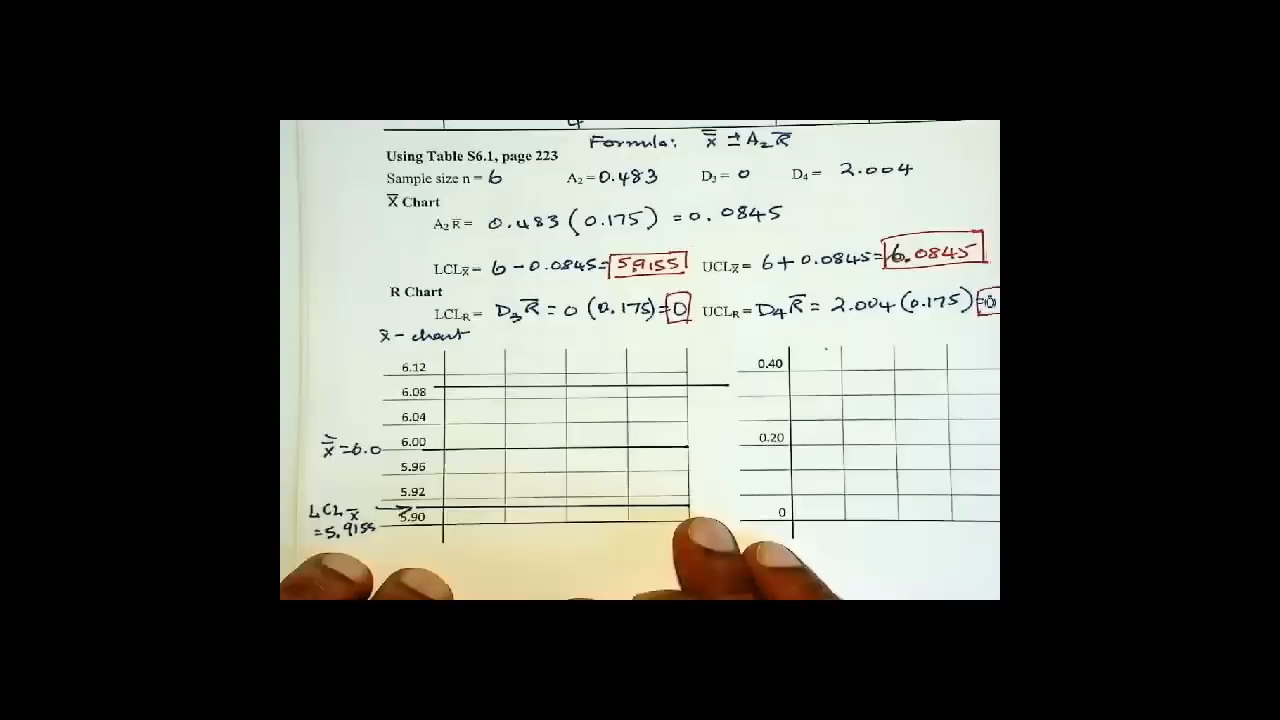 Formula: x̿ ± A₂R̅
Using Table S6.1, page 223
Sample size n = 6 A₂ = 0.483 D₃ = 0 D₄ = 2.004
X̅ Chart
A₂R̅ = 0.483 (0.175) = 0.0845
LCLx̅ = 6 - 0.0845 = 5.9155 UCLx̅ = 6 + 0.0845 = 6.0845
R Chart
LCL_R = D₃R̅ = 0 (0.175) = 0 UCL_R = D₄R̅ = 2.004 (0.175) = 0
x̅ - chart
6.12
6.08
6.04
6.00
5.96
5.92
5.90
x̿ = 6.0
LCLx̅
= 5.9155
0.40
0.20
0